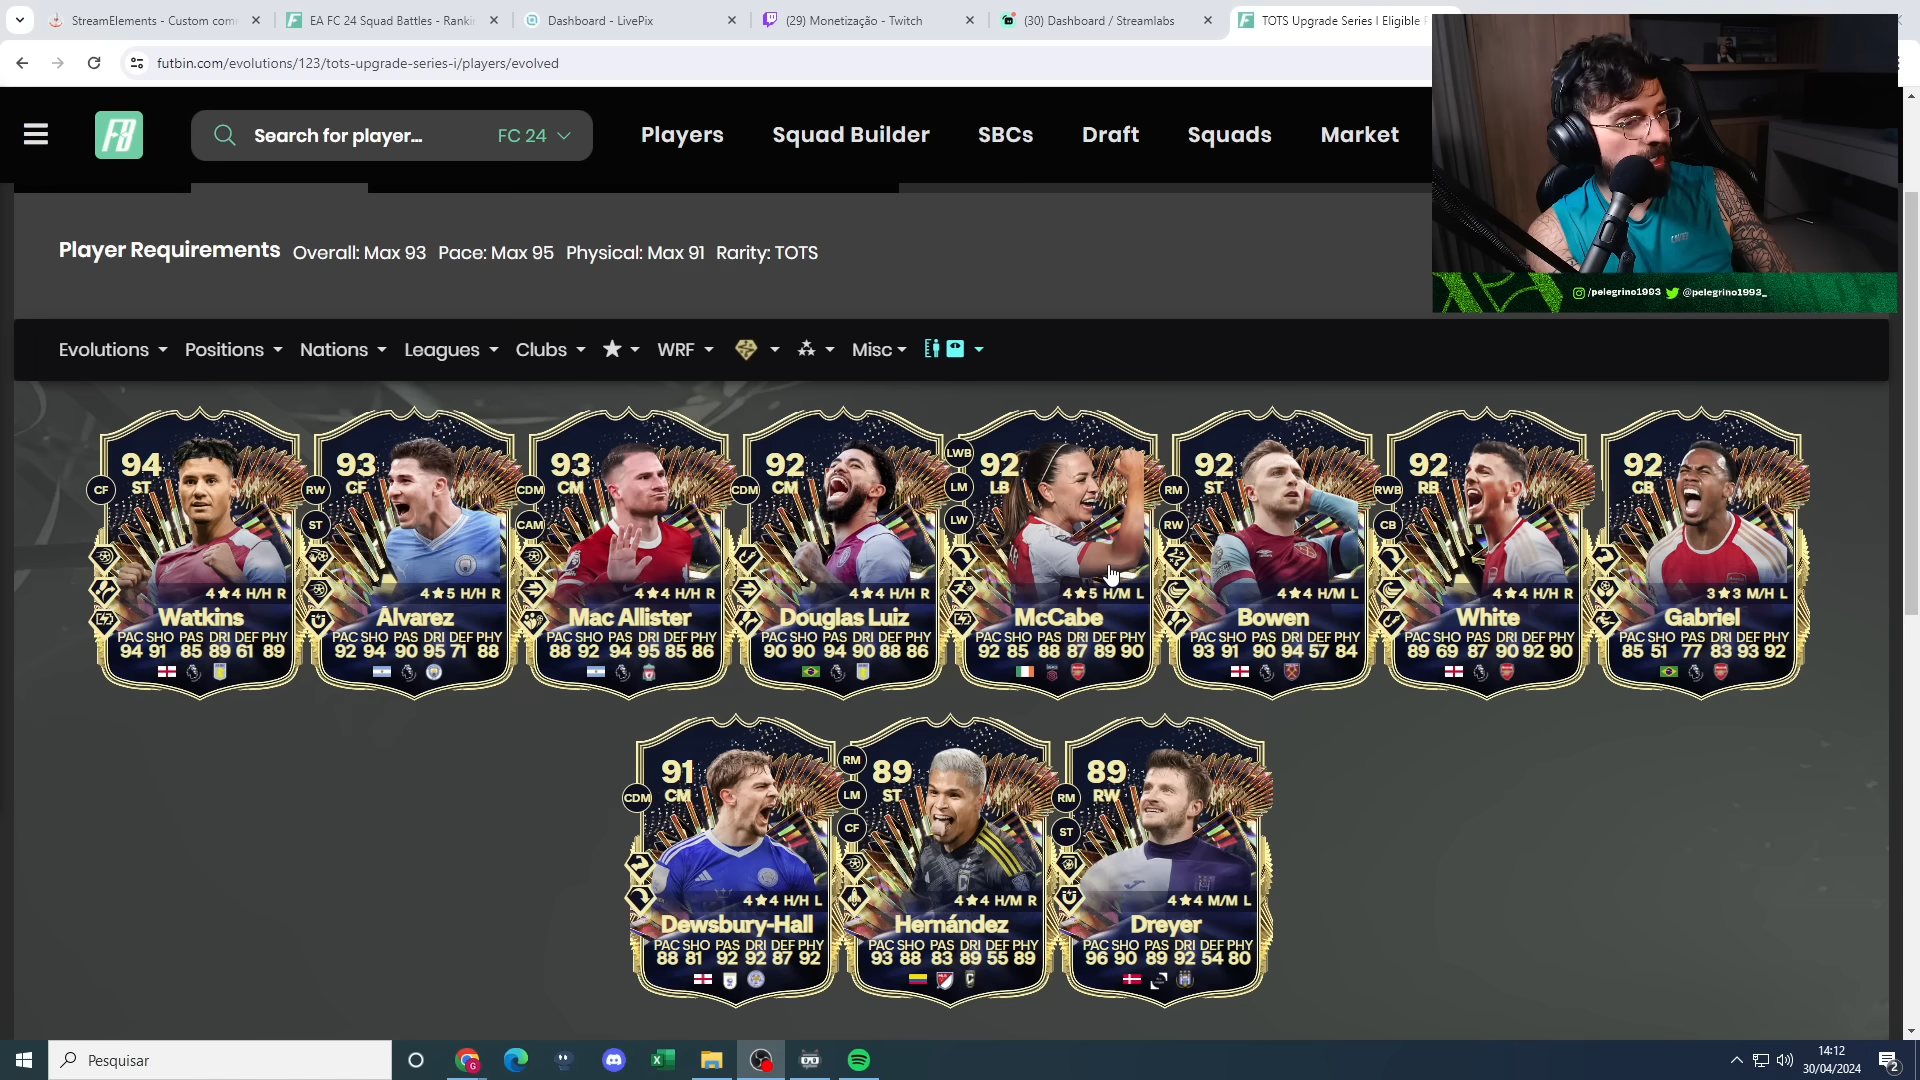 StreamElements - Custom com
EA FC 24 Squad Battles - Ranki
Dashboard - LivePix
(29) Monetização - Twitch
(30) Dashboard / Streamlabs
TOTS Upgrade Series I Eligible
futbin.com/evolutions/123/tots-upgrade-series-i/players/evolved
FB Search for player... FC 24 Players Squad Builder SBCs Draft Squads Market
Player Requirements Overall: Max 93 Pace: Max 95 Physical: Max 91 Rarity: TOTS
/pelegrino1993 @pelegrino1993_
Evolutions Positions Nations Leagues Clubs WRF Misc
94 ST CF
4★4 H/H R
Watkins
PAC SHO PAS DRI DEF PHY
94 91 85 89 61 89
93 CF RW ST
4★5 H/H R
Álvarez
PAC SHO PAS DRI DEF PHY
92 94 90 95 71 88
93 CM CDM CAM
4★4 H/H R
Mac Allister
PAC SHO PAS DRI DEF PHY
88 92 94 95 85 86
92 CM CDM
4★4 H/H R
Douglas Luiz
PAC SHO PAS DRI DEF PHY
90 90 94 90 88 86
92 LB LWB LM LW
4★5 H/M L
McCabe
PAC SHO PAS DRI DEF PHY
92 85 88 87 89 90
92 ST RM RW
4★4 H/M L
Bowen
PAC SHO PAS DRI DEF PHY
93 91 90 94 57 84
92 RB RWB CB
4★4 H/H R
White
PAC SHO PAS DRI DEF PHY
89 69 87 90 92 90
92 CB
3★3 M/H L
Gabriel
PAC SHO PAS DRI DEF PHY
85 51 77 83 93 92
91 CM CDM
4★4 H/H L
Dewsbury-Hall
PAC SHO PAS DRI DEF PHY
88 81 92 92 87 92
89 ST RM LM CF
4★4 H/M R
Hernández
PAC SHO PAS DRI DEF PHY
93 88 83 89 55 89
89 RW RM ST
4★4 M/M L
Dreyer
PAC SHO PAS DRI DEF PHY
96 90 89 92 54 80
Pesquisar
14:12
30/04/2024
2